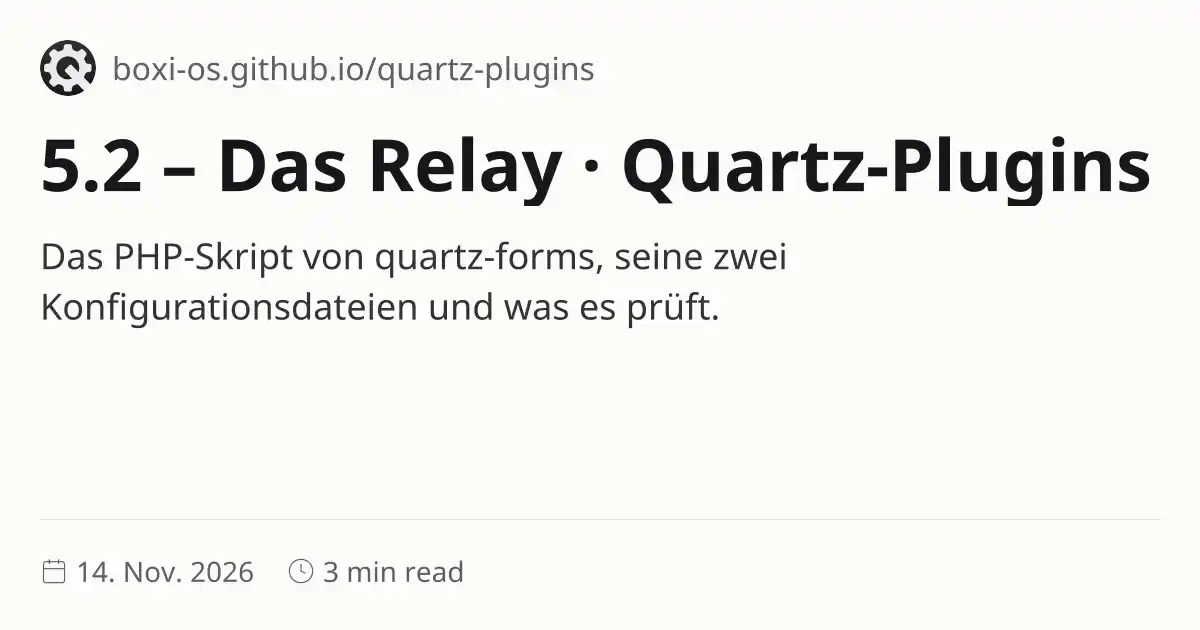 boxi-os.github.io/quartz-plugins
5.2 – Das Relay · Quartz-Plugins
Das PHP-Skript von quartz-forms, seine zwei
Konfigurationsdateien und was es prüft.
14. Nov. 2026 3 min read